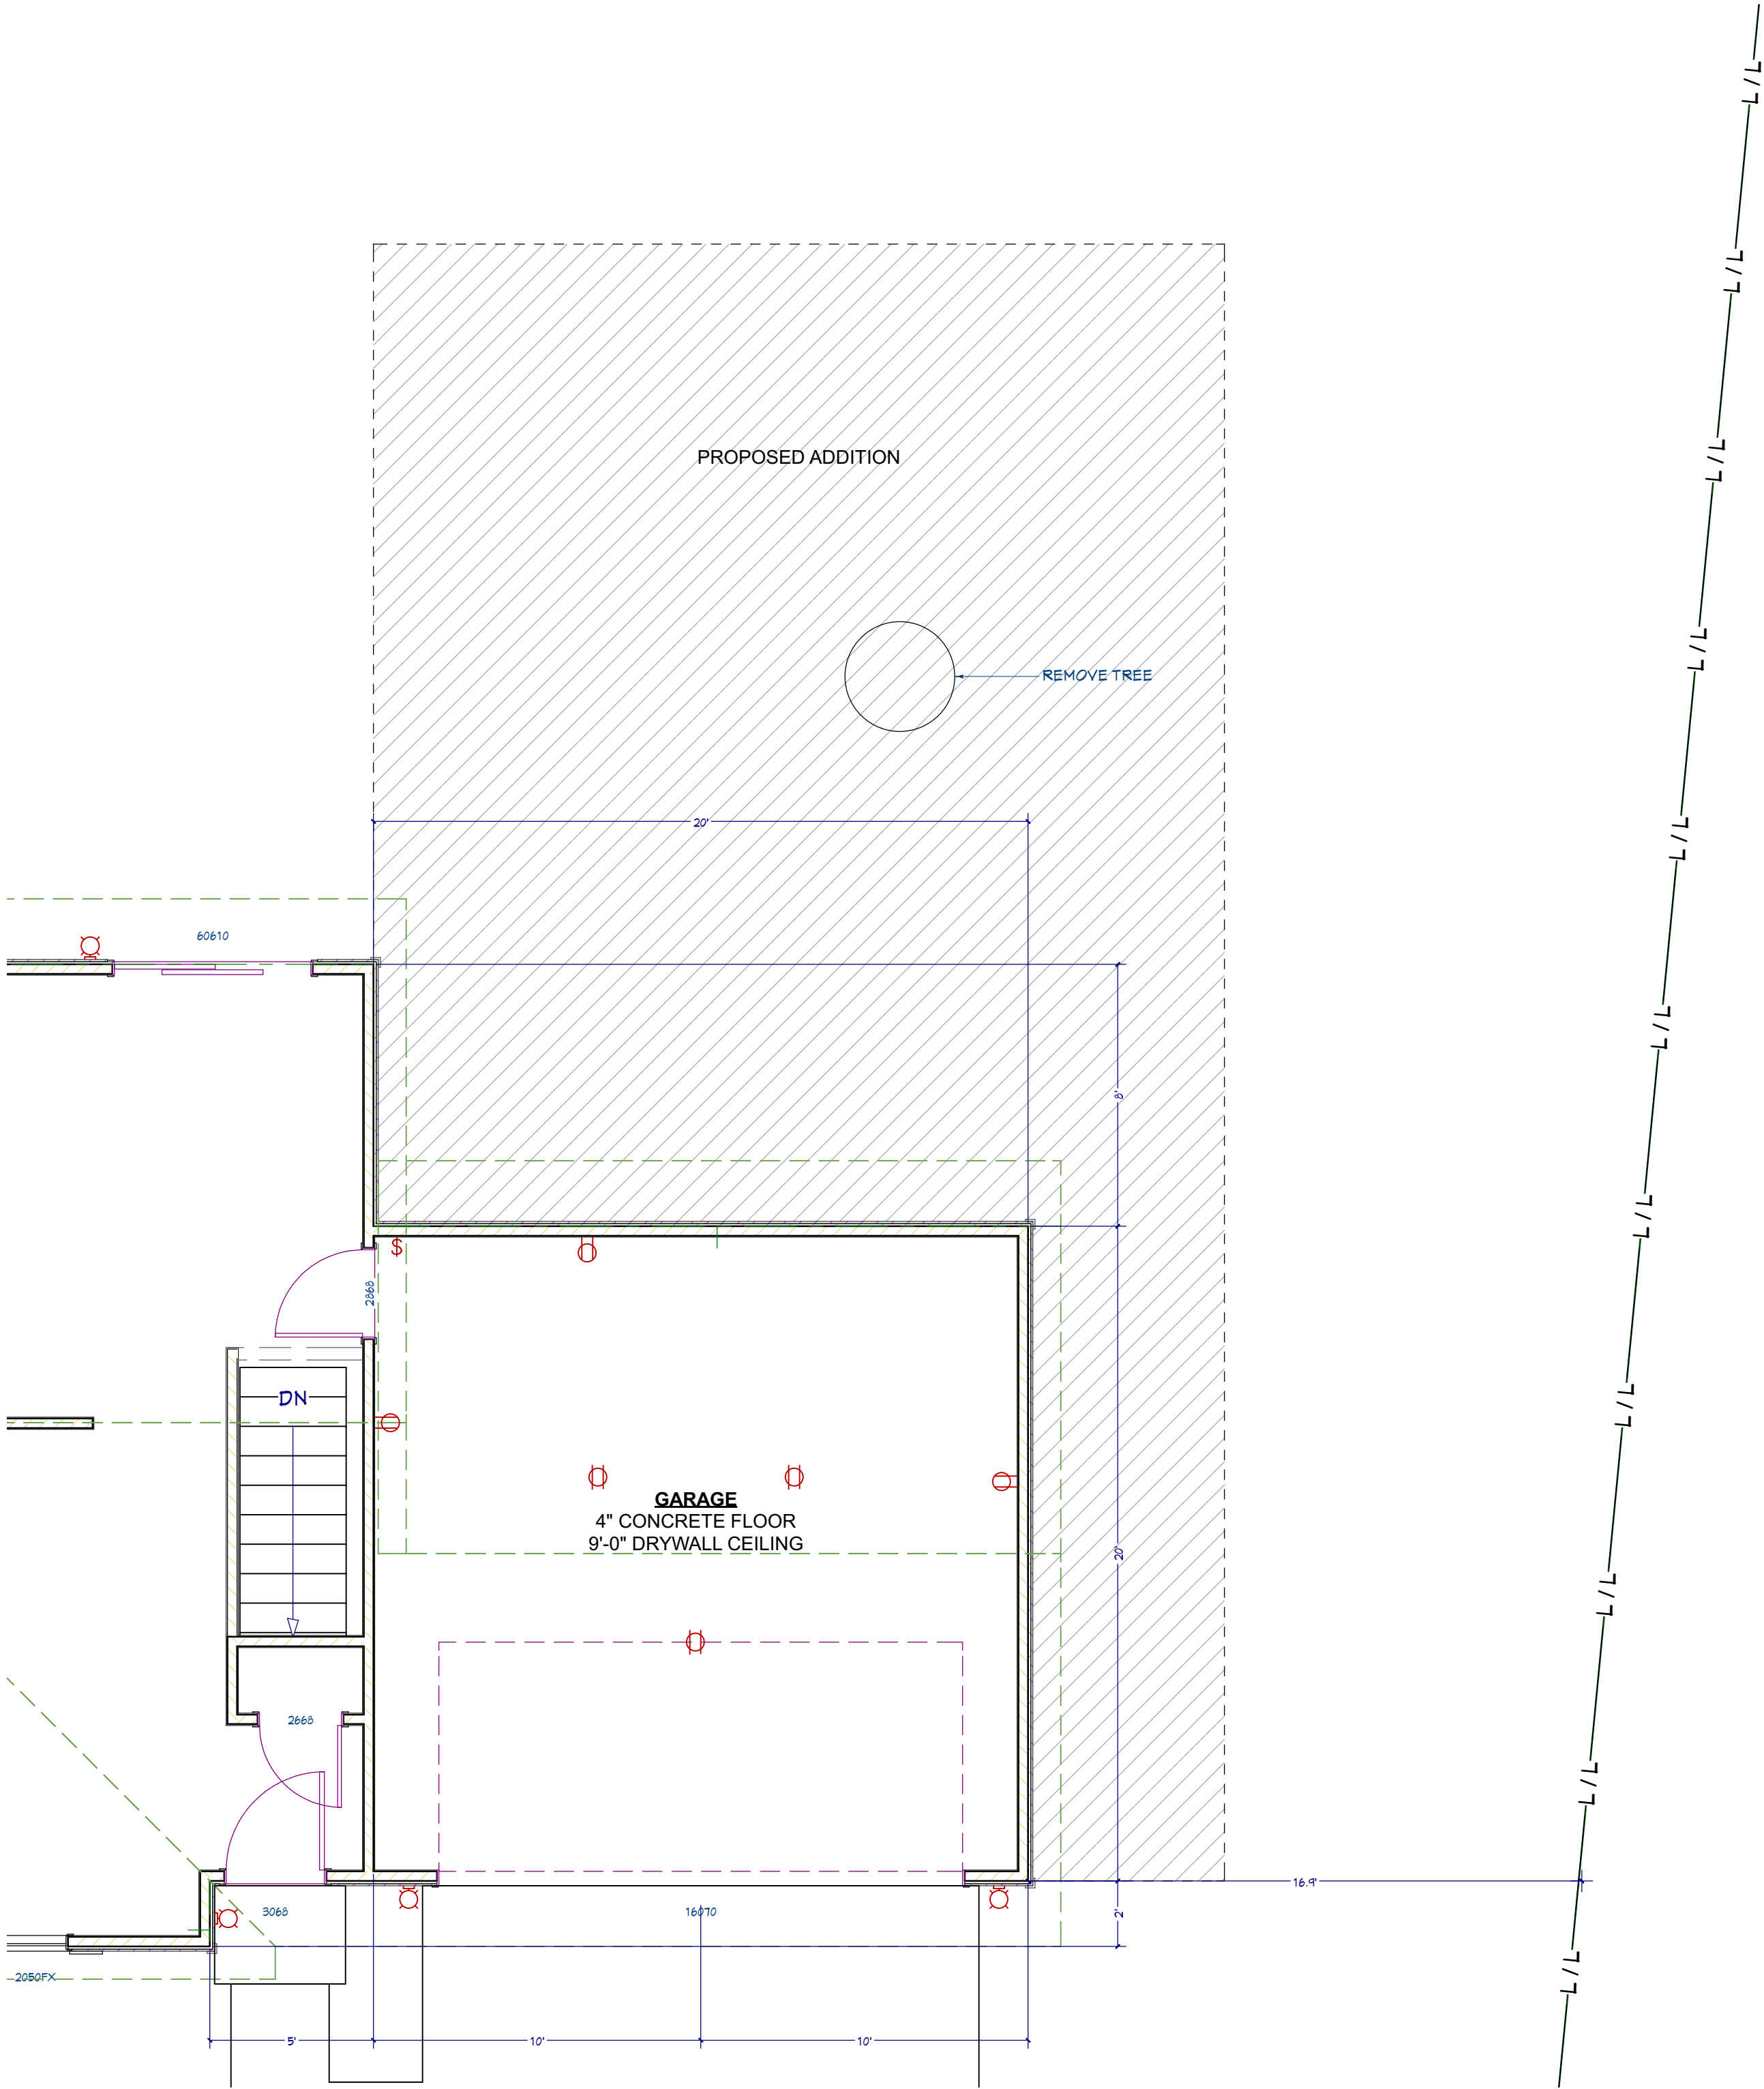 L/L
L/L
PROPOSED ADDITION
L/L
L/L
REMOVE TREE
20'
L/L
60610
L/L
8'
L/L
$
2868
DN
L/L
GARAGE
4" CONCRETE FLOOR
9'-0" DRYWALL CEILING
20'
L/L
2668
L/L
16.9'
3068
16070
2'
L/L
2050FX
5'
10'
10'